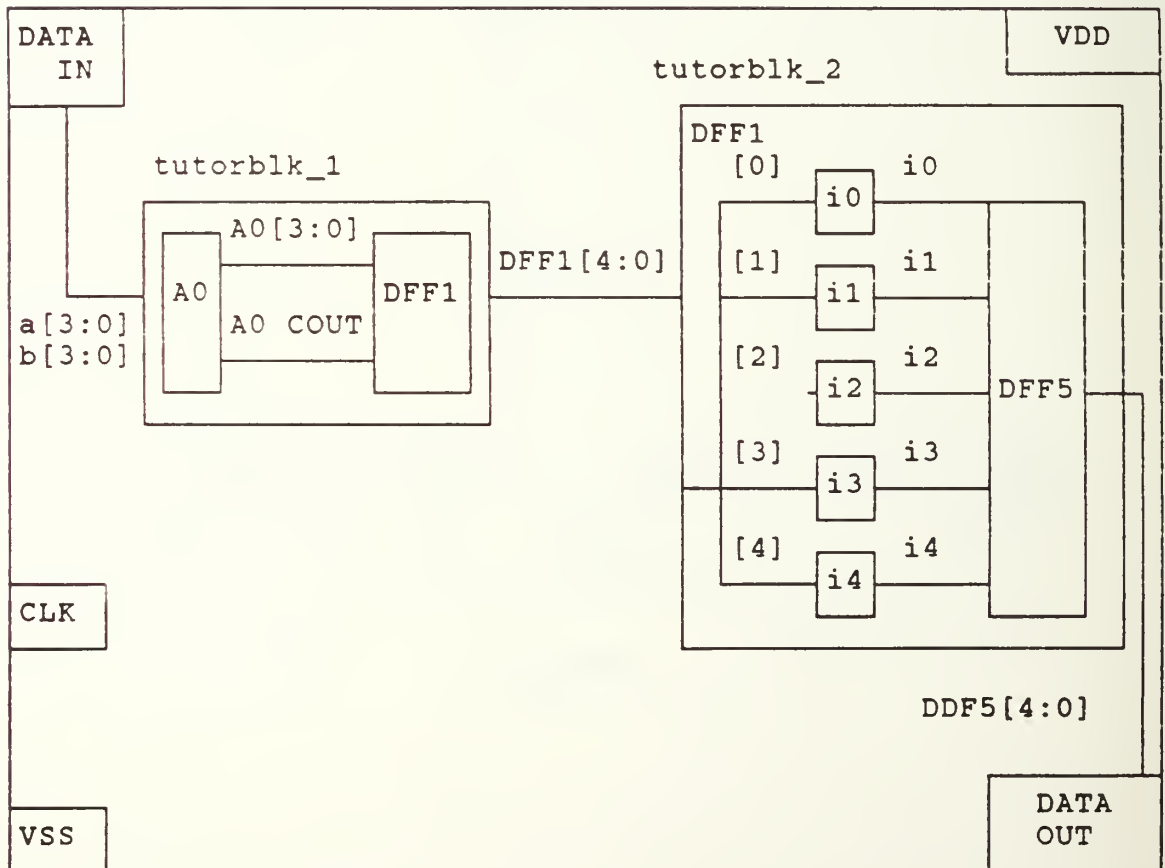 DATA
IN
VDD
tutorblk_2
DFF1
[0]
i0
i0
tutorblk_1
A0[3:0]
DFF1[4:0]
[1]
i1
i1
A0
DFF1
a[3:0]
A0 COUT
b[3:0]
[2]
i2
i2
DFF5
[3]
i3
i3
[4]
i4
i4
CLK
DDF5[4:0]
DATA
OUT
VSS